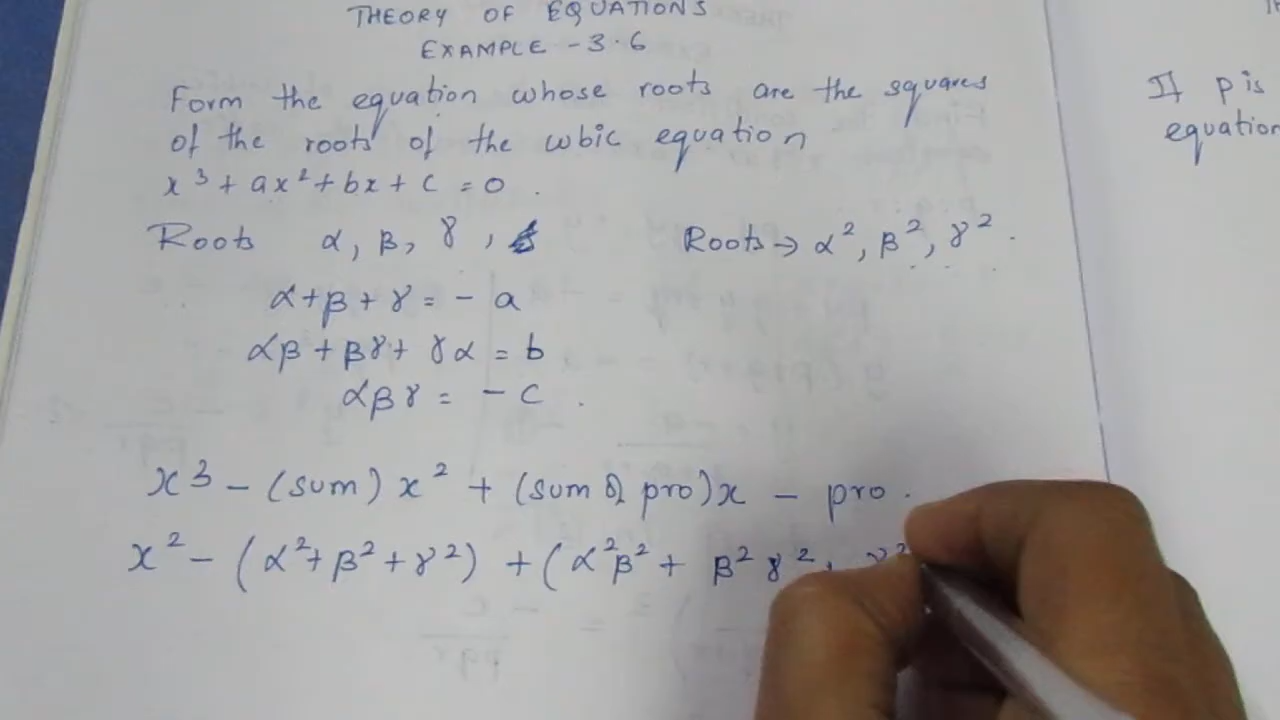 THEORY OF EQUATIONS
EXAMPLE - 3.6
Form the equation whose roots are the squares
of the roots of the cubic equation
x³ + ax² + bx + c = 0 .
Roots α, β, γ,
Roots → α², β², γ² .
α + β + γ = - a
αβ + βγ + γα = b
αβγ = - c .
x³ - (sum) x² + (sum of pro)x - pro .
x² - (α² + β² + γ²) + (α²β² + β²γ² + γ²
If p is
equation